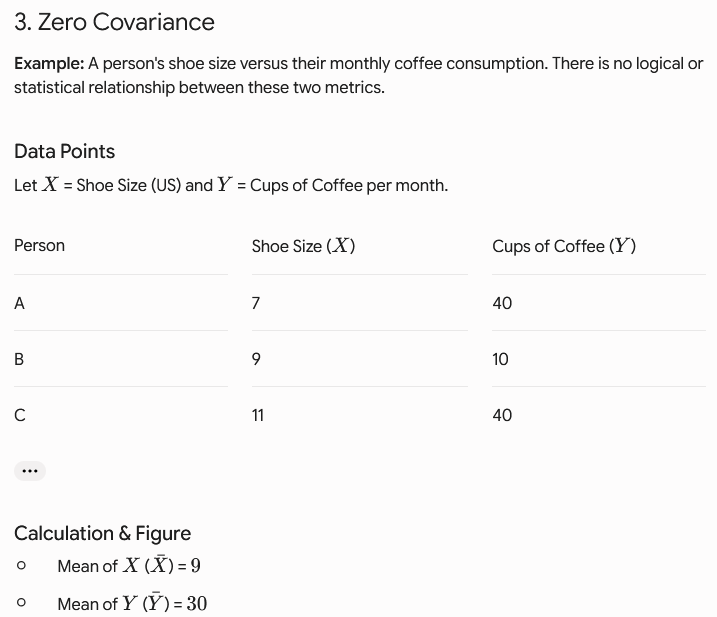 3. Zero Covariance
Example: A person's shoe size versus their monthly coffee consumption. There is no logical or
statistical relationship between these two metrics.
Data Points
Let X = Shoe Size (US) and Y = Cups of Coffee per month.
Person Shoe Size (X) Cups of Coffee (Y)
A 7 40
B 9 10
C 11 40
•••
Calculation & Figure
○ Mean of X (X̄) = 9
○ Mean of Y (Ȳ) = 30